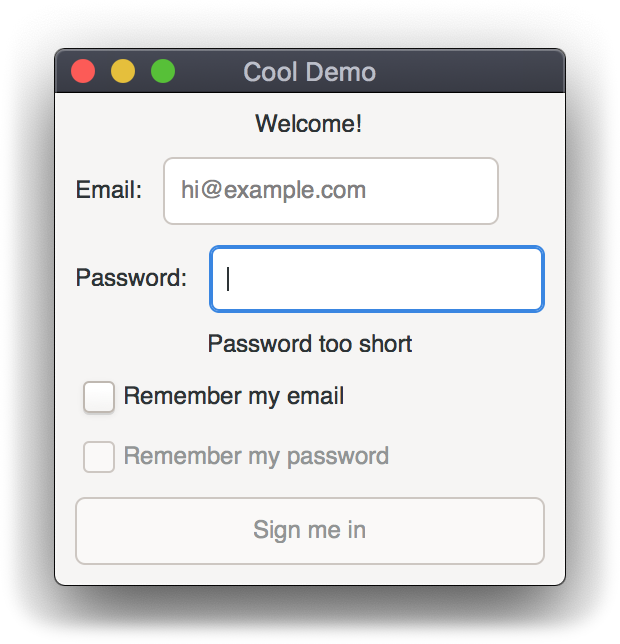 Cool Demo
Welcome!
Email: hi@example.com
Password:
Password too short
Remember my email
Remember my password
Sign me in